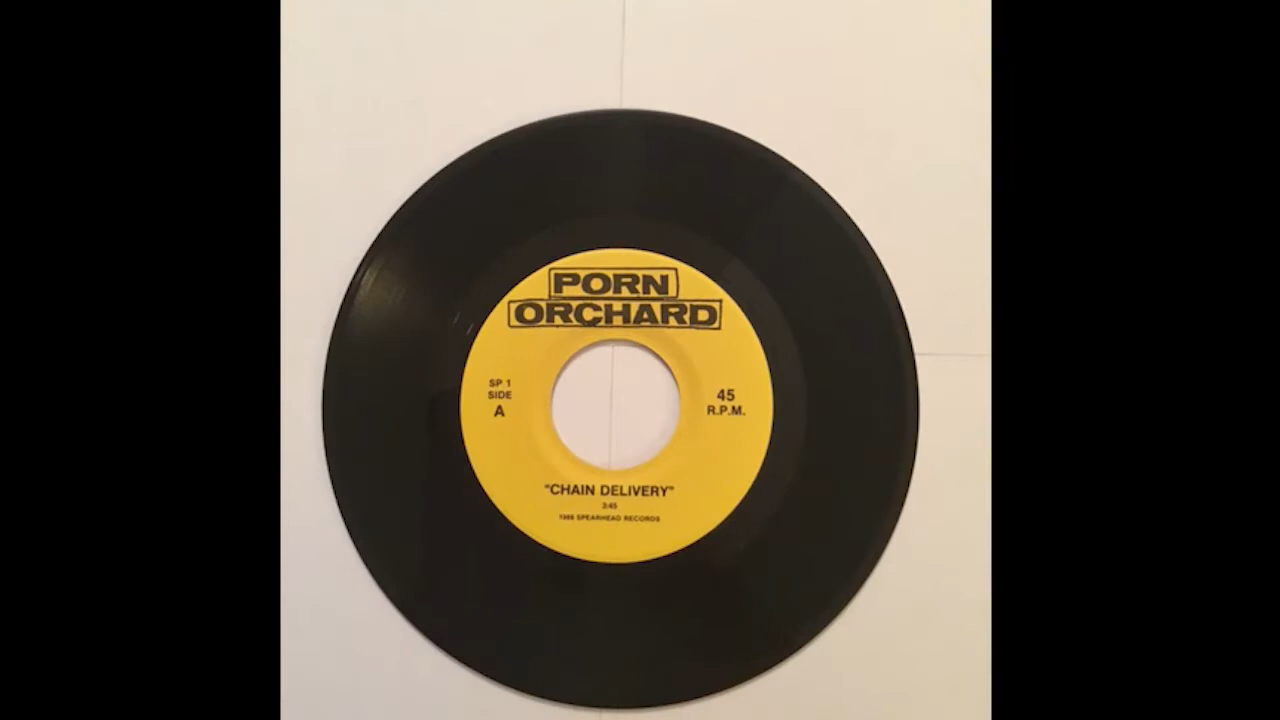 PORN
ORCHARD
SP 1
SIDE
A
45
R.P.M.
"CHAIN DELIVERY"
3:45
1988 SPEARHEAD RECORDS